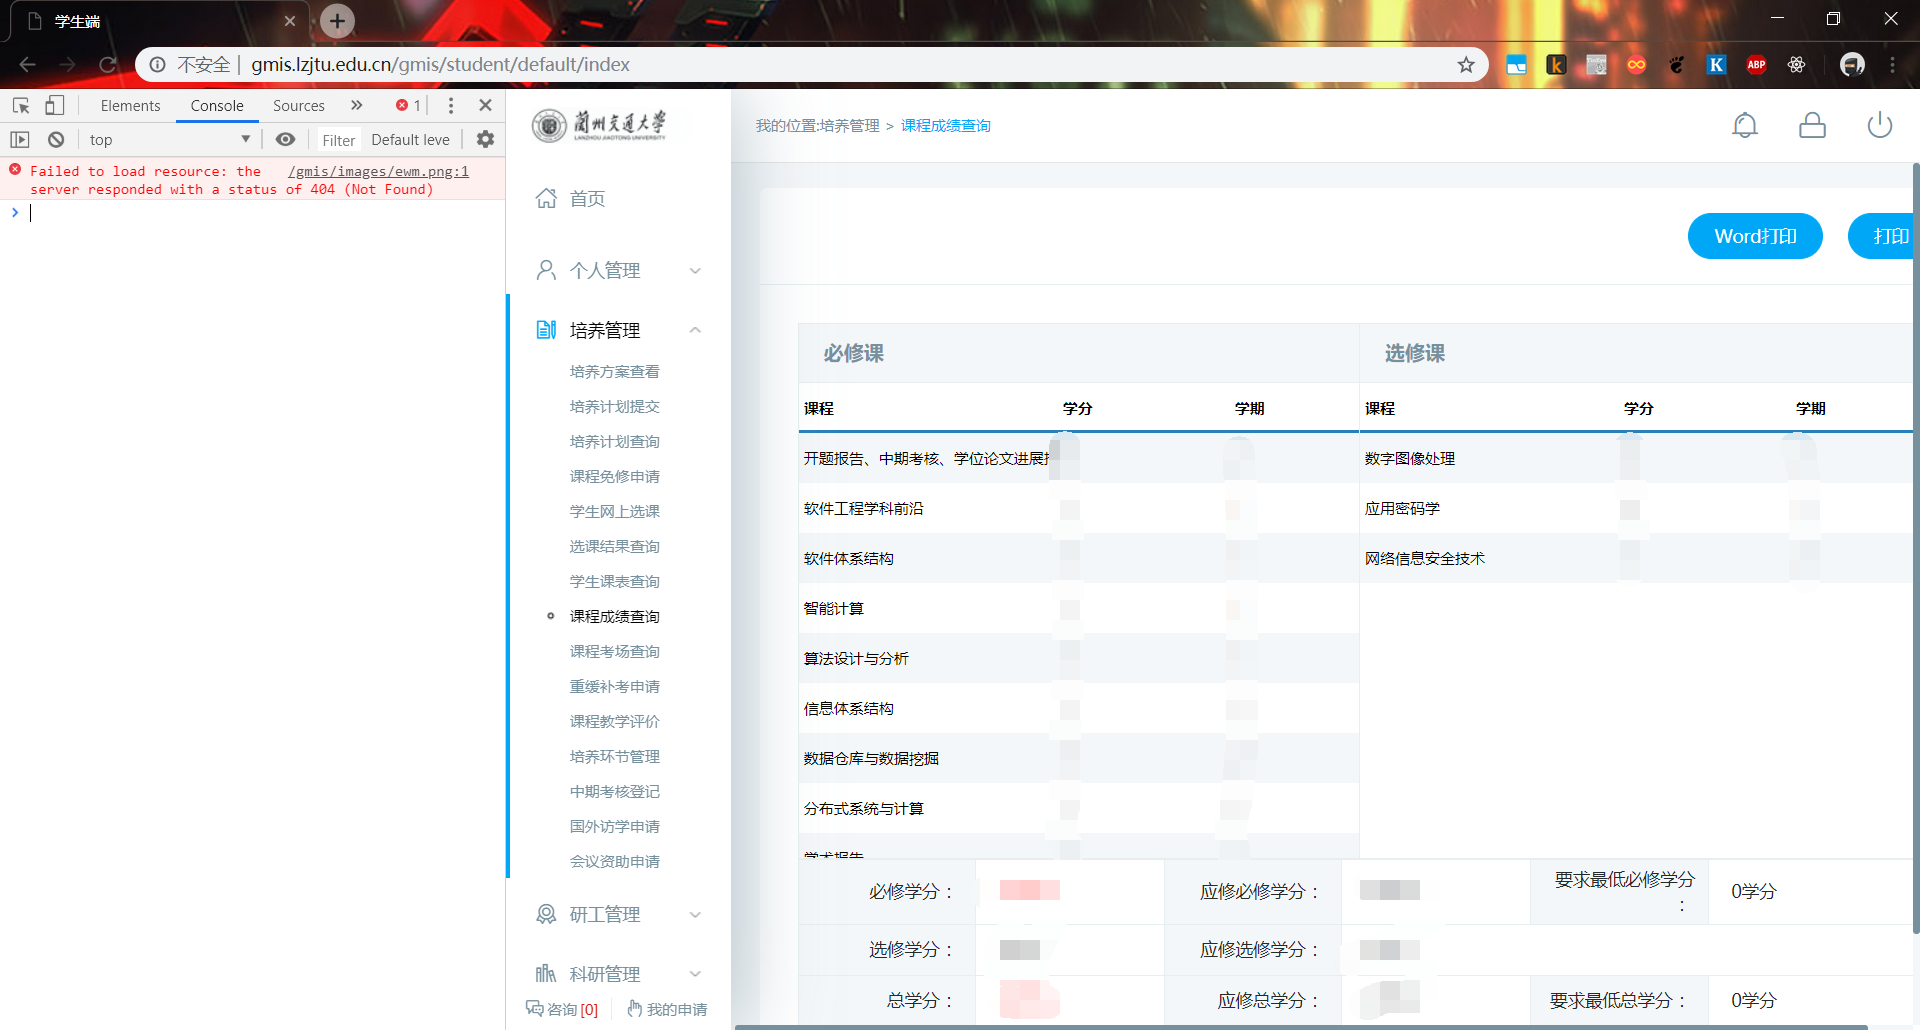 学生端
不安全 | gmis.lzjtu.edu.cn/gmis/student/default/index
Elements Console Sources » 1
top Filter Default leve
Failed to load resource: the /gmis/images/ewm.png:1
server responded with a status of 404 (Not Found)
兰州交通大学
LANZHOU JIAOTONG UNIVERSITY
首页
个人管理
培养管理
培养方案查看
培养计划提交
培养计划查询
课程免修申请
学生网上选课
选课结果查询
学生课表查询
课程成绩查询
课程考场查询
重缓补考申请
课程教学评价
培养环节管理
中期考核登记
国外访学申请
会议资助申请
研工管理
科研管理
咨询 [0] 我的申请
我的位置:培养管理 > 课程成绩查询
Word打印 打印
必修课 选修课
课程 学分 学期 课程 学分 学期
开题报告、中期考核、学位论文进展 数字图像处理
软件工程学科前沿 应用密码学
软件体系结构 网络信息安全技术
智能计算
算法设计与分析
信息体系结构
数据仓库与数据挖掘
分布式系统与计算
学术报告
必修学分： 应修必修学分： 要求最低必修学分： 0学分
选修学分： 应修选修学分：
总学分： 应修总学分： 要求最低总学分： 0学分